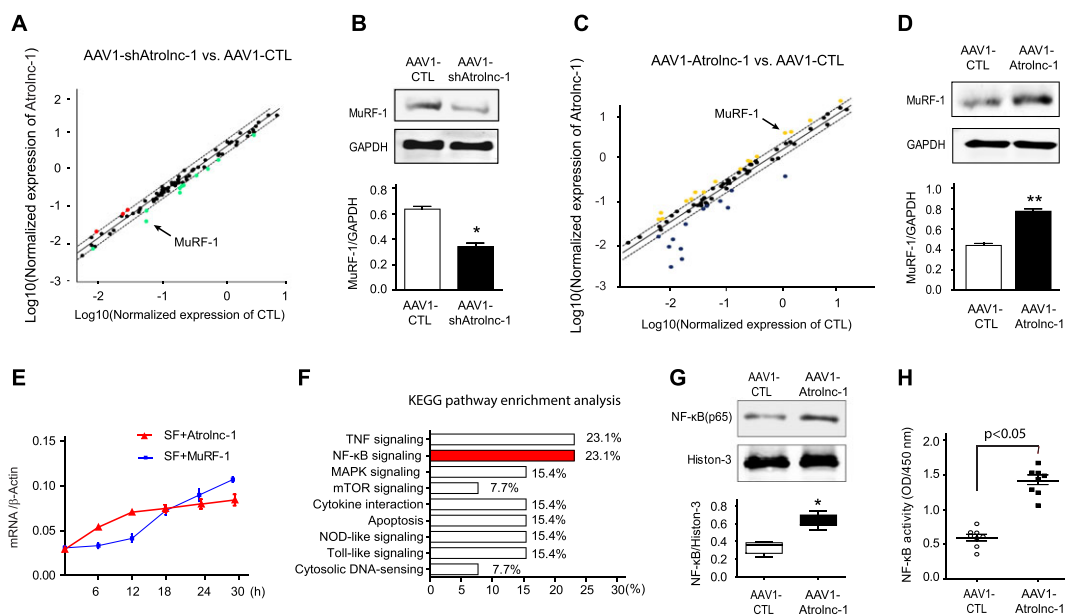 A
AAV1-shAtrolnc-1 vs. AAV1-CTL
Log10(Normalized expression of Atrolnc-1)
2
1
0
-1
-2
-3
MuRF-1
-2
-1
0
1
Log10(Normalized expression of CTL)
B
AAV1-
CTL
AAV1-
shAtrolnc-1
MuRF-1
GAPDH
MuRF-1/GAPDH
0.8
0.6
0.4
0.2
0.0
*
AAV1-
CTL
AAV1-
shAtrolnc-1
C
AAV1-Atrolnc-1 vs. AAV1-CTL
Log10(Normalized expression of Atrolnc-1)
2
1
0
-1
-2
-3
MuRF-1
-2
-1
0
1
Log10(Normalized expression of CTL)
D
AAV1-
CTL
AAV1-
Atrolnc-1
MuRF-1
GAPDH
MuRF-1/GAPDH
1.0
0.8
0.6
0.4
0.2
0.0
**
AAV1-
CTL
AAV1-
Atrolnc-1
E
SF+Atrolnc-1
SF+MuRF-1
mRNA /β-Actin
0.15
0.10
0.05
0.00
6 12 18 24 30 (h)
F
KEGG pathway enrichment analysis
TNF signaling 23.1%
NF-κB signaling 23.1%
MAPK signaling 15.4%
mTOR signaling 7.7%
Cytokine interaction 15.4%
Apoptosis 15.4%
NOD-like signaling 15.4%
Toll-like signaling 15.4%
Cytosolic DNA-sensing 7.7%
0 5 10 15 20 25 30(%)
G
AAV1-
CTL
AAV1-
Atrolnc-1
NF-κB(p65)
Histon-3
NF-κB/Histon-3
0.8
0.6
0.4
0.2
0
*
AAV1-
CTL
AAV1-
Atrolnc-1
H
p<0.05
NF-κB activity (OD/450 nm)
2.0
1.5
1.0
0.5
0.0
AAV1-
CTL
AAV1-
Atrolnc-1